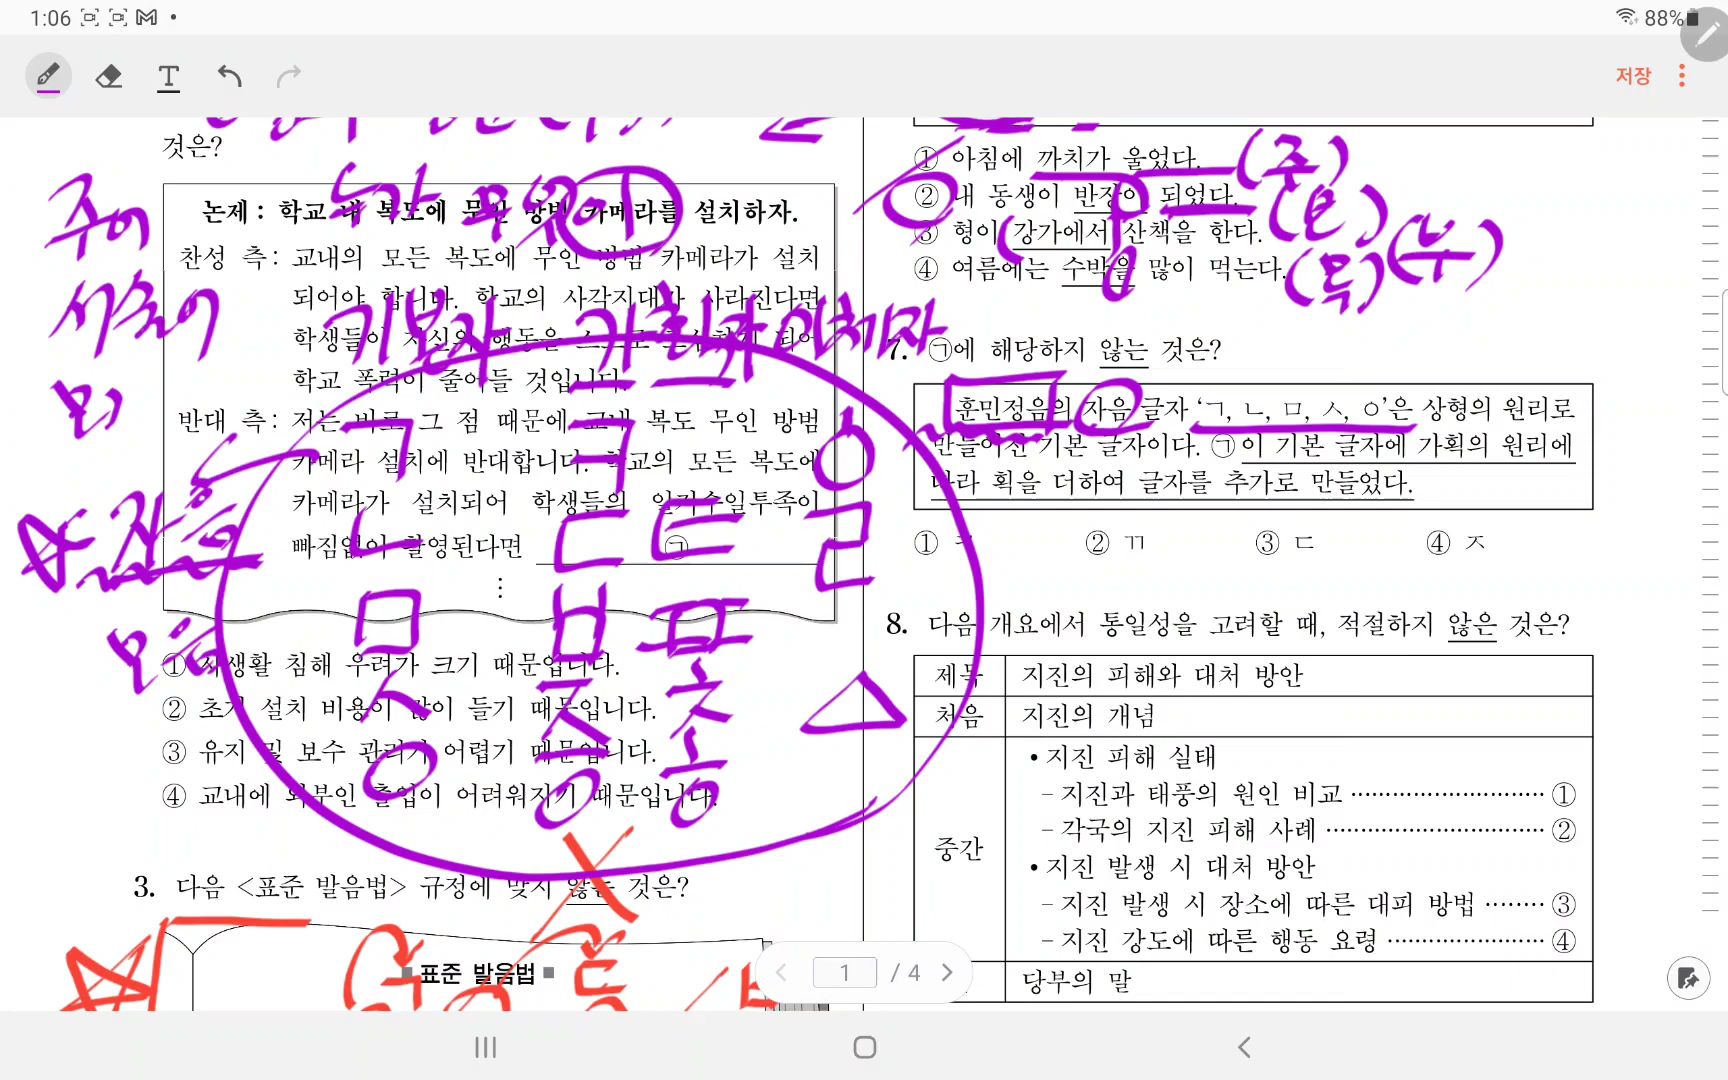 1:06
88%
저장
것은?
논제 : 학교 내 복도에 무인 방범 카메라를 설치하자.
찬성 측 : 교내의 모든 복도에 무인 방범 카메라가 설치
되어야 합니다. 학교의 사각지대가 사라진다면
학생들이 자신의 행동을 스스로 되어
학교 폭력이 줄어들 것입니다.
반대 측 : 저는 바로 그 점 때문에 교내 복도 무인 방범
카메라 설치에 반대합니다. 학교의 모든 복도에
카메라가 설치되어 학생들의 일거수일투족이
빠짐없이 촬영된다면 ㉠
⋮
① 사생활 침해 우려가 크기 때문입니다.
② 초기 설치 비용이 많이 들기 때문입니다.
③ 유지 및 보수 관리가 어렵기 때문입니다.
④ 교내에 외부인 출입이 어려워지기 때문입니다.
3. 다음 <표준 발음법> 규정에 맞지 않는 것은?
■ 표준 발음법 ■
주어
서술어
자음
모음
기본자 가획자 이체자
ㄱ ㅋ ㆁ
ㄴ ㄷ ㅌ ㄹ
ㅁ ㅂ ㅍ
ㅅ ㅈ ㅊ ㅿ
ㅇ ㆆ ㅎ
① 아침에 까치가 울었다. (주)
② 내 동생이 반장이 되었다. (보)
③ 형이 강가에서 산책을 한다. (부)
④ 여름에는 수박을 많이 먹는다. (목)
7. ㉠에 해당하지 않는 것은?
훈민정음의 자음 글자 ‘ㄱ, ㄴ, ㅁ, ㅅ, ㅇ’은 상형의 원리로
만들어진 기본 글자이다. ㉠이 기본 글자에 가획의 원리에
따라 획을 더하여 글자를 추가로 만들었다.
① ㅋ ② ㄲ ③ ㄷ ④ ㅈ
8. 다음 개요에서 통일성을 고려할 때, 적절하지 않은 것은?
제목 지진의 피해와 대처 방안
처음 지진의 개념
중간
• 지진 피해 실태
- 지진과 태풍의 원인 비교 ①
- 각국의 지진 피해 사례 ②
• 지진 발생 시 대처 방안
- 지진 발생 시 장소에 따른 대피 방법 ③
- 지진 강도에 따른 행동 요령 ④
당부의 말
1 / 4